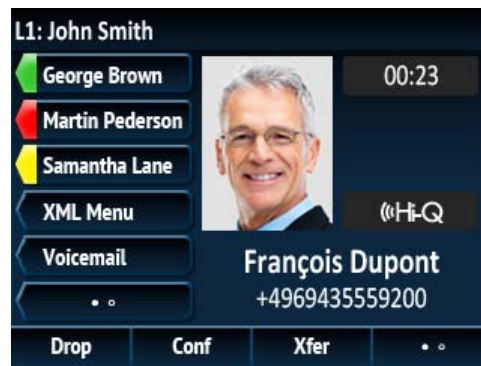 L1: John Smith
George Brown
00:23
Martin Pederson
Samantha Lane
XML Menu
Hi-Q
Voicemail
François Dupont
+4969435559200
Drop Conf Xfer